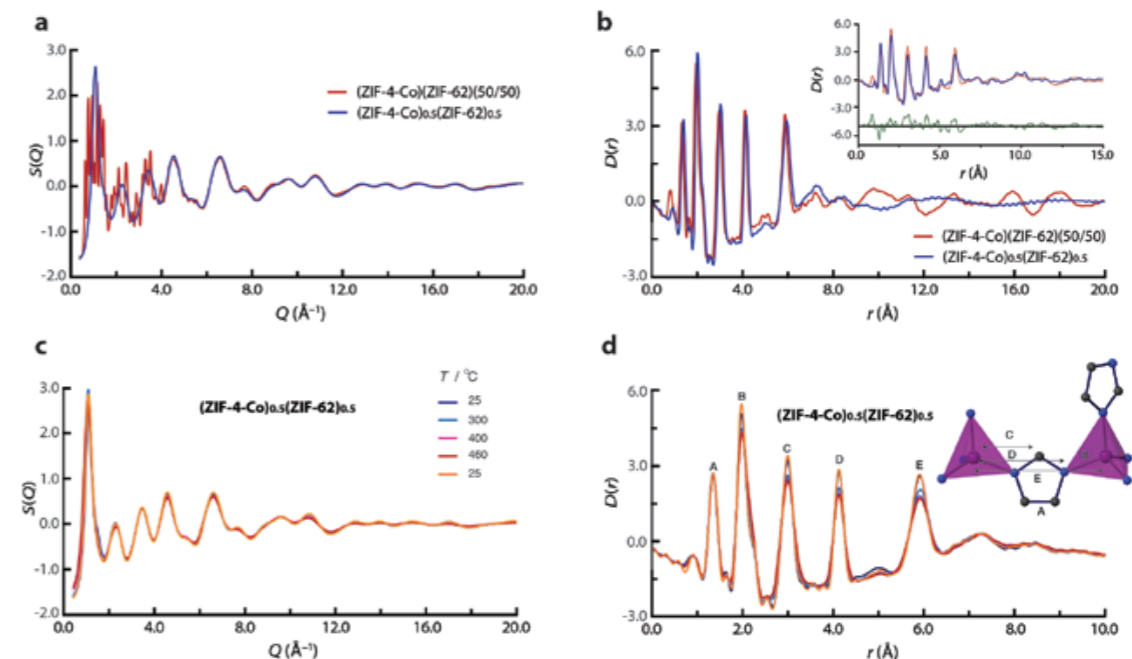 a
3.0
2.0
1.0
0.0
-1.0
-2.0
S(Q)
(ZIF-4-Co)(ZIF-62)(50/50)
(ZIF-4-Co)0.5(ZIF-62)0.5
0.0 4.0 8.0 12.0 16.0 20.0
Q (Å⁻¹)
b
6.0
3.0
0.0
-3.0
D(r)
6.0
3.0
0.0
-3.0
-6.0
D(r)
0.0 5.0 10.0 15.0
r (Å)
(ZIF-4-Co)(ZIF-62)(50/50)
(ZIF-4-Co)0.5(ZIF-62)0.5
0.0 4.0 8.0 12.0 16.0 20.0
r (Å)
c
3.0
2.0
1.0
0.0
-1.0
-2.0
S(Q)
(ZIF-4-Co)0.5(ZIF-62)0.5
T / °C
25
300
400
460
25
0.0 4.0 8.0 12.0 16.0 20.0
Q (Å⁻¹)
d
6.0
3.0
0.0
-3.0
D(r)
(ZIF-4-Co)0.5(ZIF-62)0.5
A
B
C
D
E
C
D
E
A
0.0 2.0 4.0 6.0 8.0 10.0
r (Å)